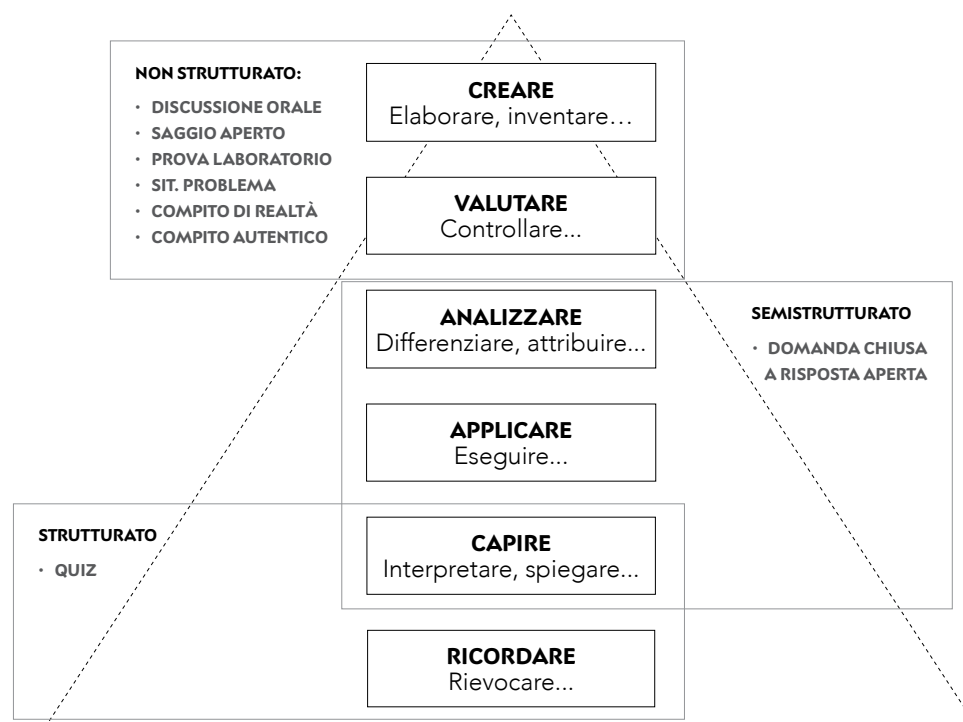 NON STRUTTURATO:
• DISCUSSIONE ORALE
• SAGGIO APERTO
• PROVA LABORATORIO
• SIT. PROBLEMA
• COMPITO DI REALTÀ
• COMPITO AUTENTICO
CREARE
Elaborare, inventare...
VALUTARE
Controllare...
ANALIZZARE
Differenziare, attribuire...
SEMISTRUTTURATO
• DOMANDA CHIUSA
A RISPOSTA APERTA
APPLICARE
Eseguire...
STRUTTURATO
• QUIZ
CAPIRE
Interpretare, spiegare...
RICORDARE
Rievocare...